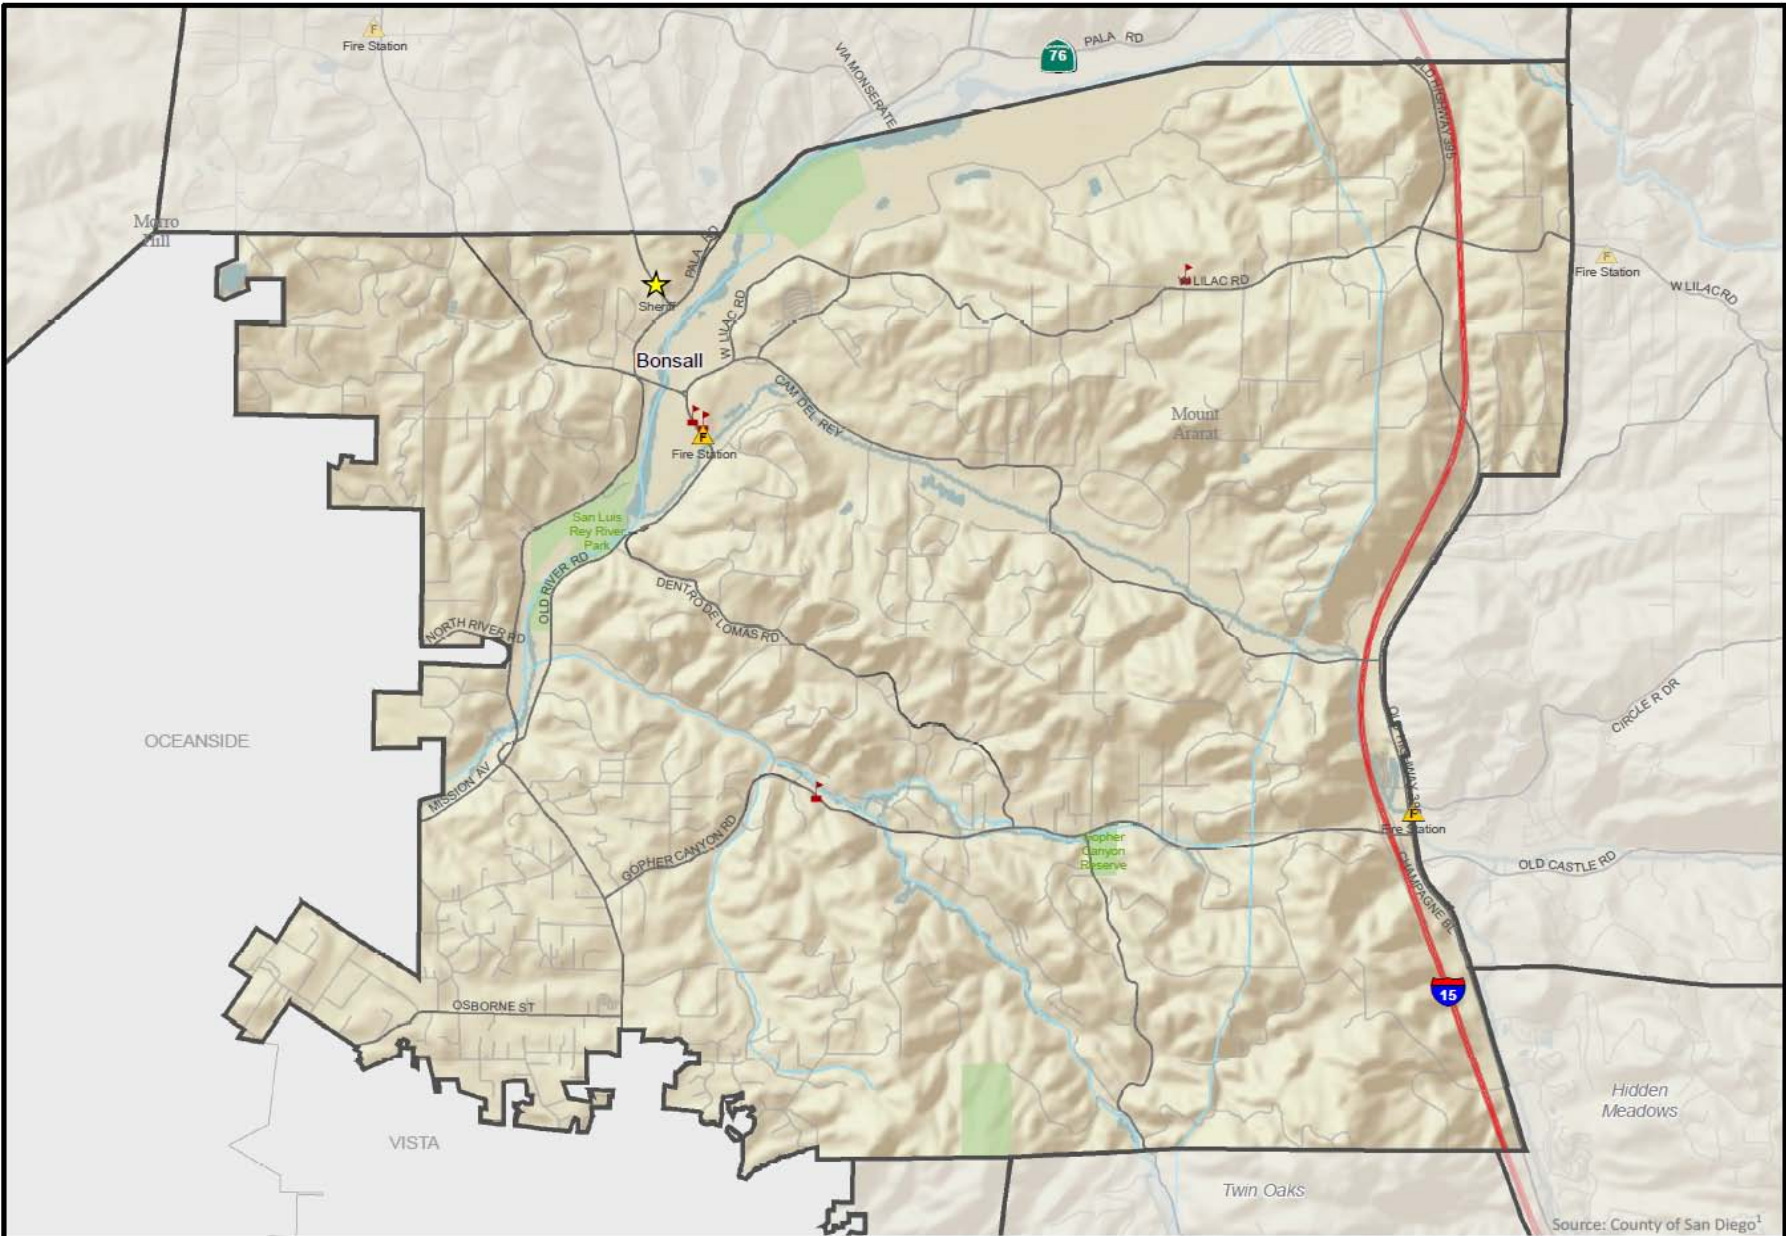 Fire Station
76
PALA RD
VIA MONSERATE
OLD HIGHWAY 395
Morro
Hill
PALA RD
Sheriff
W LILAC RD
W LILAC RD
Fire Station
W LILAC RD
Bonsall
CAM DEL REY
Mount
Ararat
F
Fire Station
San Luis
Rey River
Park
OLD RIVER RD
DENTRO DE LOMAS RD
NORTH RIVER RD
OCEANSIDE
MISSION AV
CIRCLE R DR
OLD HIGHWAY 395
F
Fire Station
GOPHER CANYON RD
Gopher
Canyon
Reserve
OLD CASTLE RD
CHAMPAGNE BL
15
OSBORNE ST
VISTA
Hidden
Meadows
Twin Oaks
Source: County of San Diego1